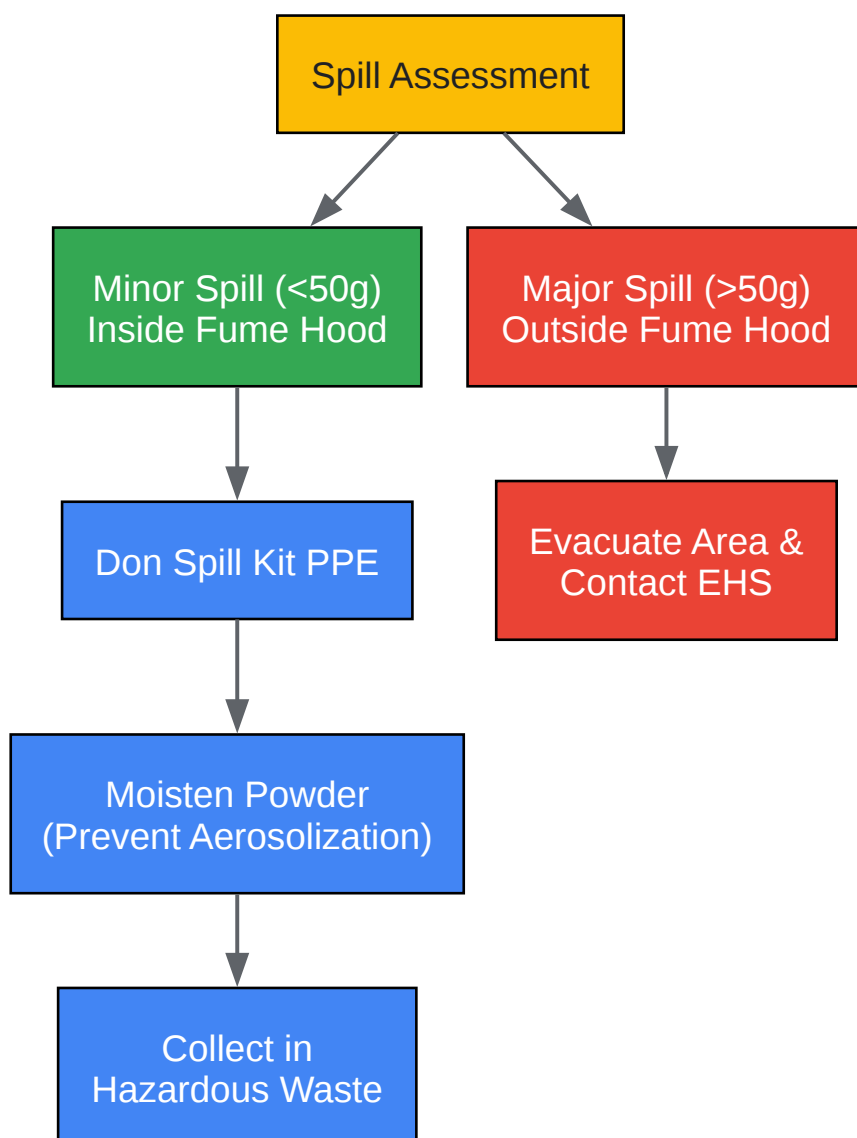 Spill Assessment
Minor Spill (<50g)
Inside Fume Hood
Major Spill (>50g)
Outside Fume Hood
Don Spill Kit PPE
Evacuate Area &
Contact EHS
Moisten Powder
(Prevent Aerosolization)
Collect in
Hazardous Waste